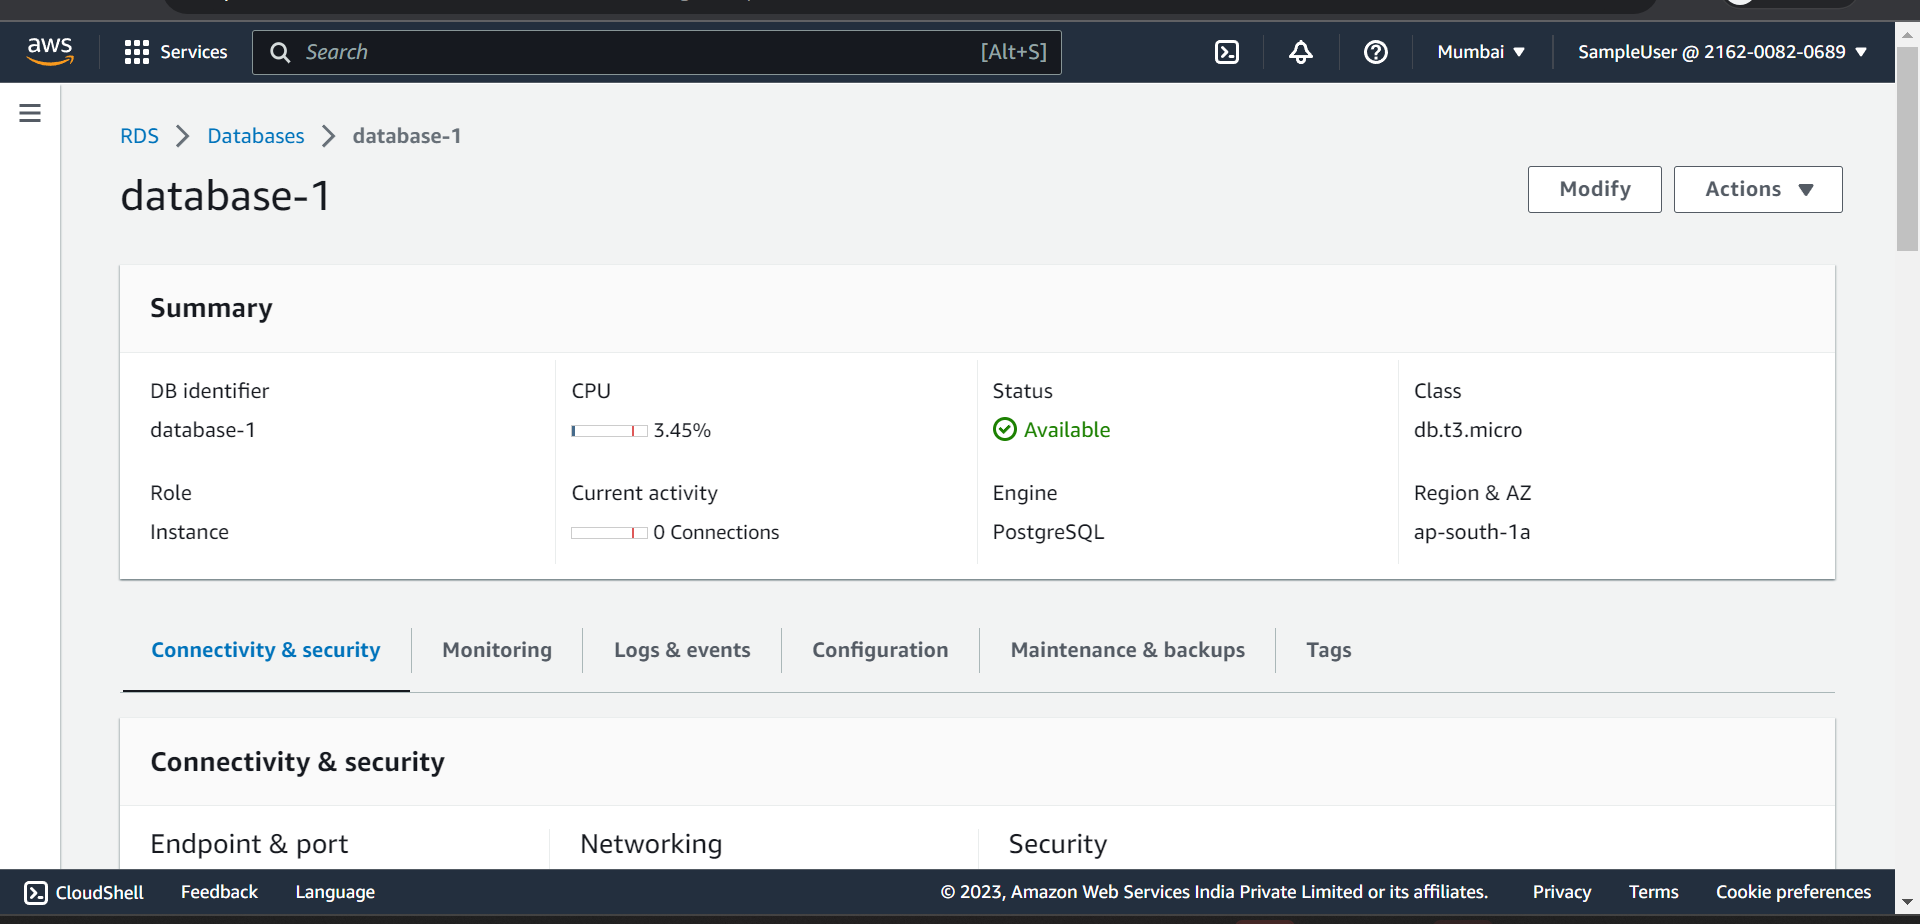 aws
Services
Search [Alt+S]
Mumbai
SampleUser @ 2162-0082-0689
RDS Databases database-1
database-1
Modify
Actions
Summary
DB identifier
database-1
CPU
3.45%
Status
Available
Class
db.t3.micro
Role
Instance
Current activity
0 Connections
Engine
PostgreSQL
Region & AZ
ap-south-1a
Connectivity & security
Monitoring
Logs & events
Configuration
Maintenance & backups
Tags
Connectivity & security
Endpoint & port
Networking
Security
CloudShell
Feedback
Language
© 2023, Amazon Web Services India Private Limited or its affiliates.
Privacy
Terms
Cookie preferences